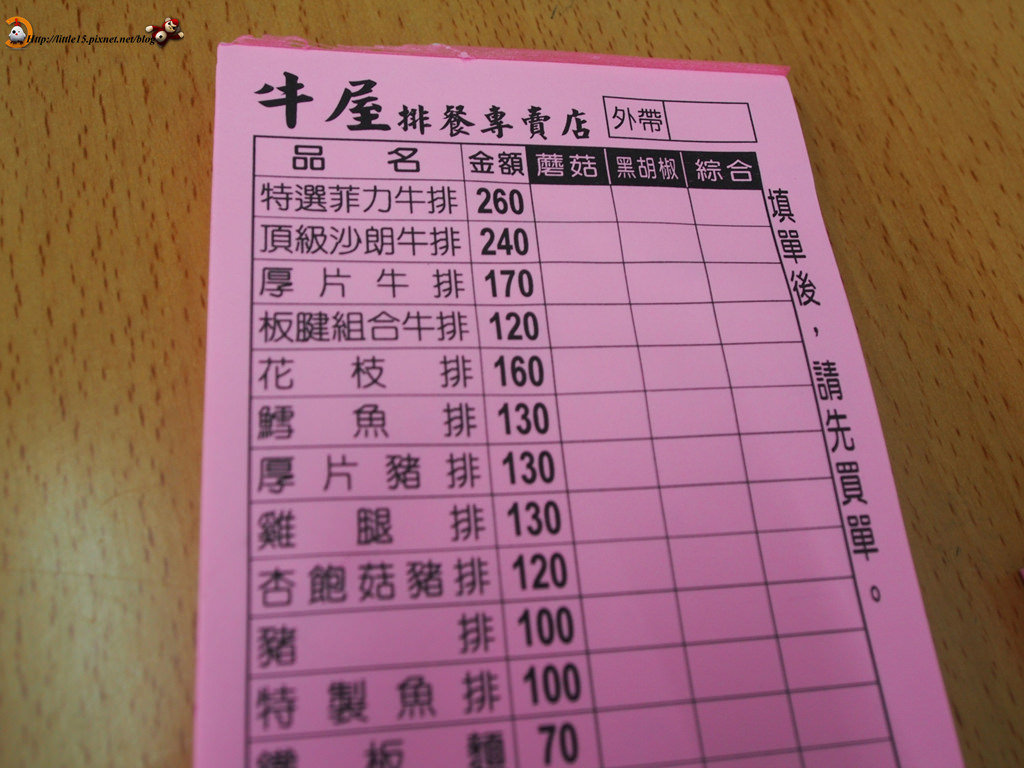 Http://little15.pixnet.net/blog
牛屋排餐專賣店
外帶
品名 金額 蘑菇 黑胡椒 綜合
特選菲力牛排 260
頂級沙朗牛排 240
厚片牛排 170
板腱組合牛排 120
花枝排 160
鱈魚排 130
厚片豬排 130
雞腿排 130
杏鮑菇豬排 120
豬排 100
特製魚排 100
鐵板麵 70
填單後，請先買單。